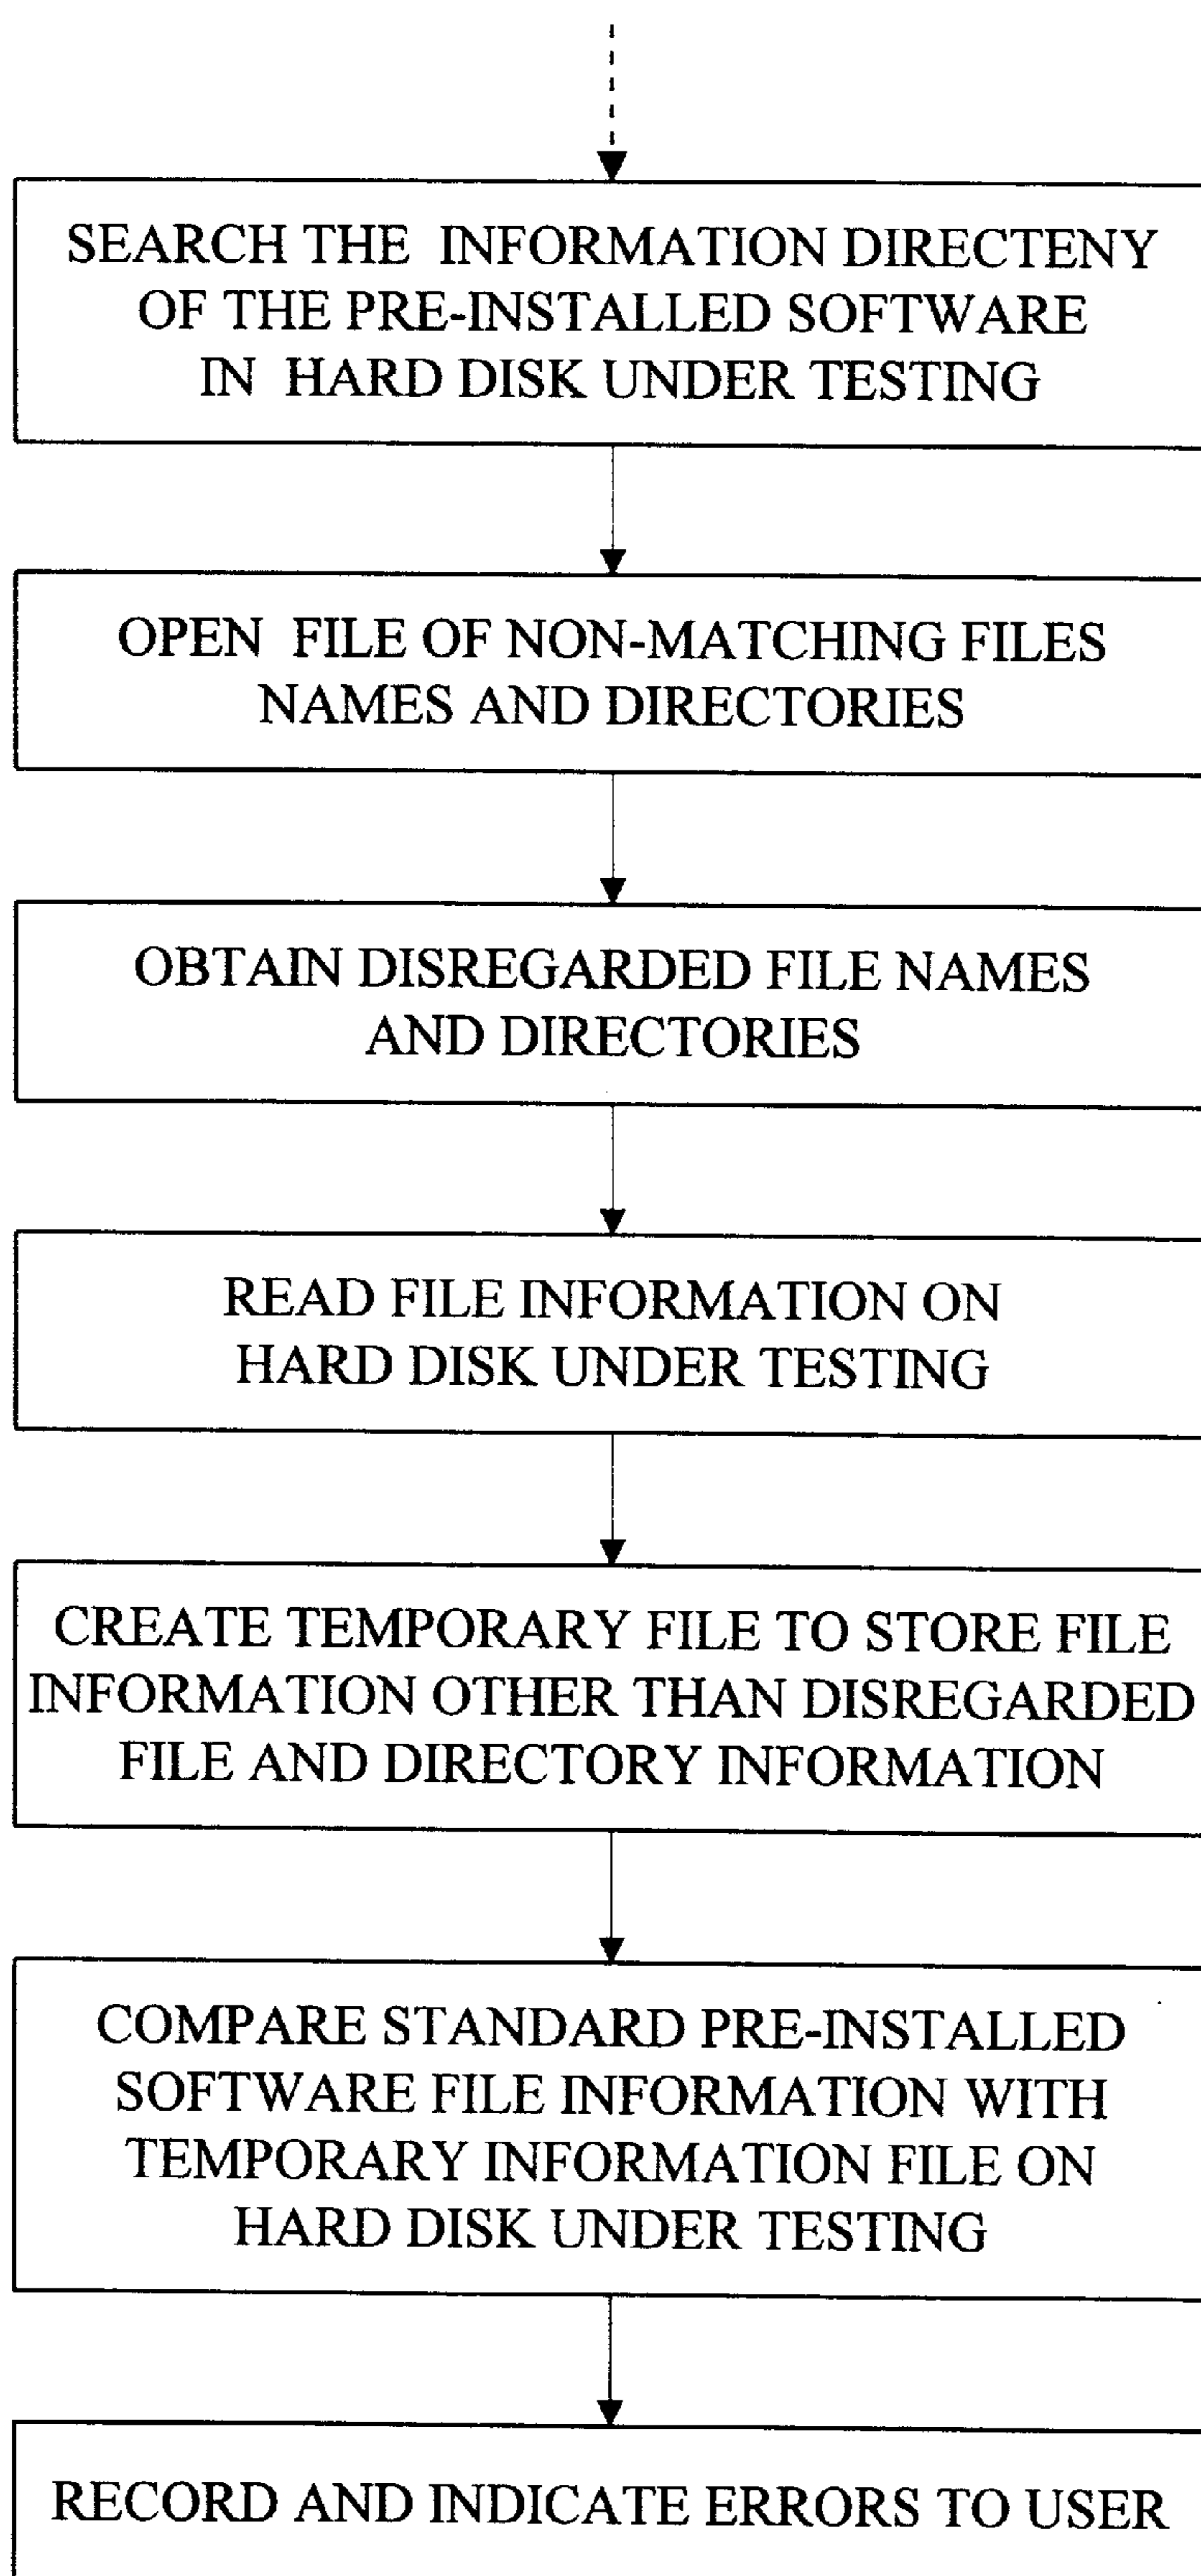 SEARCH THE INFORMATION DIRECTENY
OF THE PRE-INSTALLED SOFTWARE
IN HARD DISK UNDER TESTING
OPEN FILE OF NON-MATCHING FILES
NAMES AND DIRECTORIES
OBTAIN DISREGARDED FILE NAMES
AND DIRECTORIES
READ FILE INFORMATION ON
HARD DISK UNDER TESTING
CREATE TEMPORARY FILE TO STORE FILE
INFORMATION OTHER THAN DISREGARDED
FILE AND DIRECTORY INFORMATION
COMPARE STANDARD PRE-INSTALLED
SOFTWARE FILE INFORMATION WITH
TEMPORARY INFORMATION FILE ON
HARD DISK UNDER TESTING
RECORD AND INDICATE ERRORS TO USER